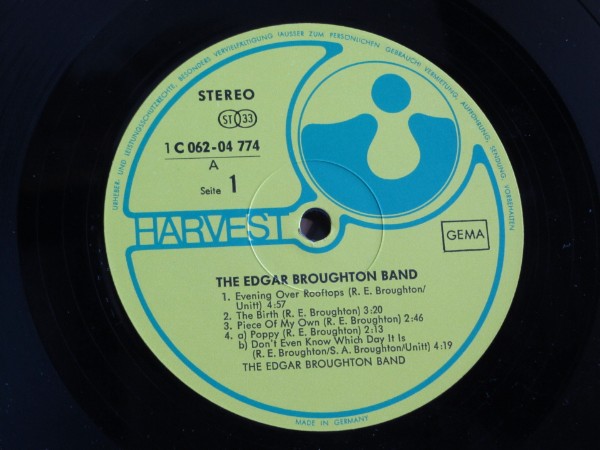 URHEBER- UND LEISTUNGSSCHUTZRECHTE, BESONDERS VERVIELFÄLTIGUNG (AUSSER ZUM PERSÖNLICHEN GEBRAUCH) VERMIETUNG, AUFFÜHRUNG, SENDUNG, VORBEHALTEN
STEREO
ST 33
1 C 062-04 774
A
Seite 1
HARVEST
GEMA
THE EDGAR BROUGHTON BAND
1. Evening Over Rooftops (R. E. Broughton/
Unitt) 4:57
2. The Birth (R. E. Broughton) 3:20
3. Piece Of My Own (R. E. Broughton) 2:46
4. a) Poppy (R. E. Broughton) 2:13
b) Don't Even Know Which Day It Is
(R. E. Broughton/S. A. Broughton/Unitt) 4:19
THE EDGAR BROUGHTON BAND
MADE IN GERMANY